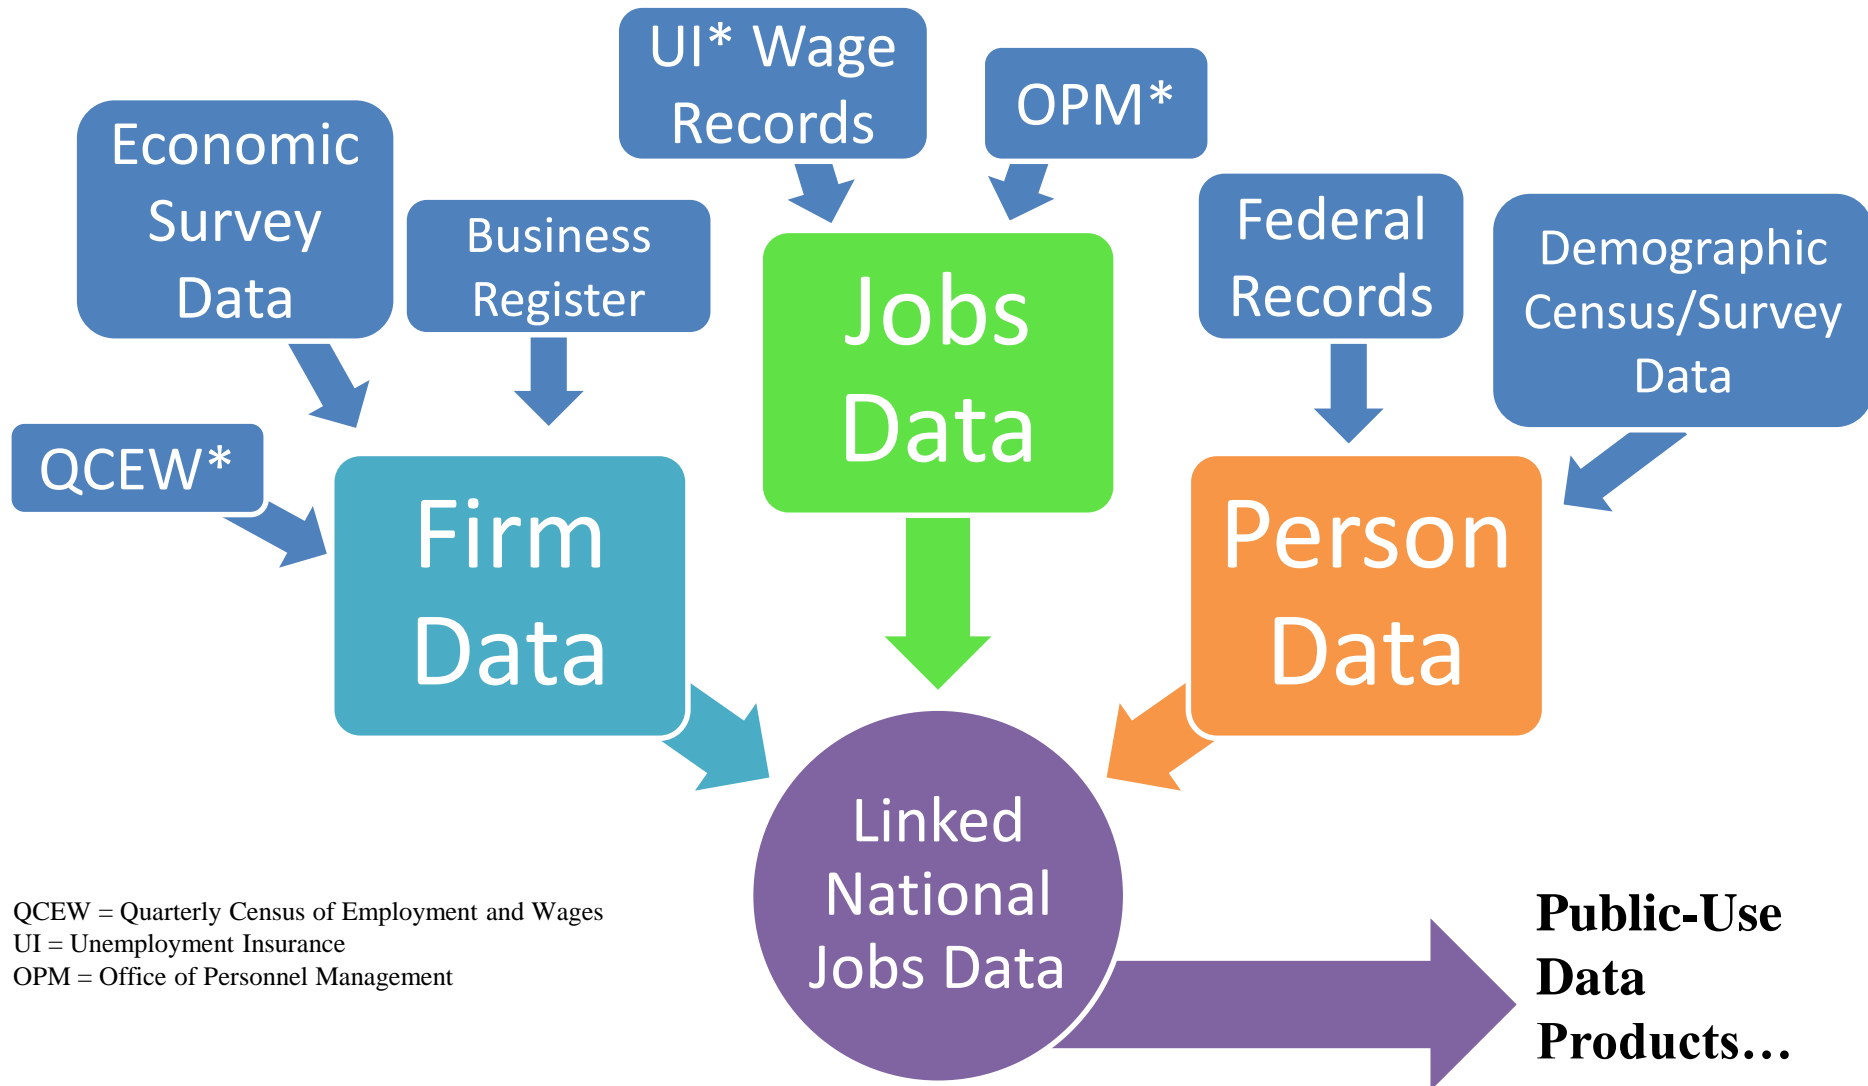 UI* Wage
Records
OPM*
Economic
Survey
Data
Business
Register
Federal
Records
Demographic
Census/Survey
Data
QCEW*
Jobs
Data
Firm
Data
Person
Data
Linked
National
Jobs Data
QCEW = Quarterly Census of Employment and Wages
UI = Unemployment Insurance
OPM = Office of Personnel Management
Public-Use
Data
Products…